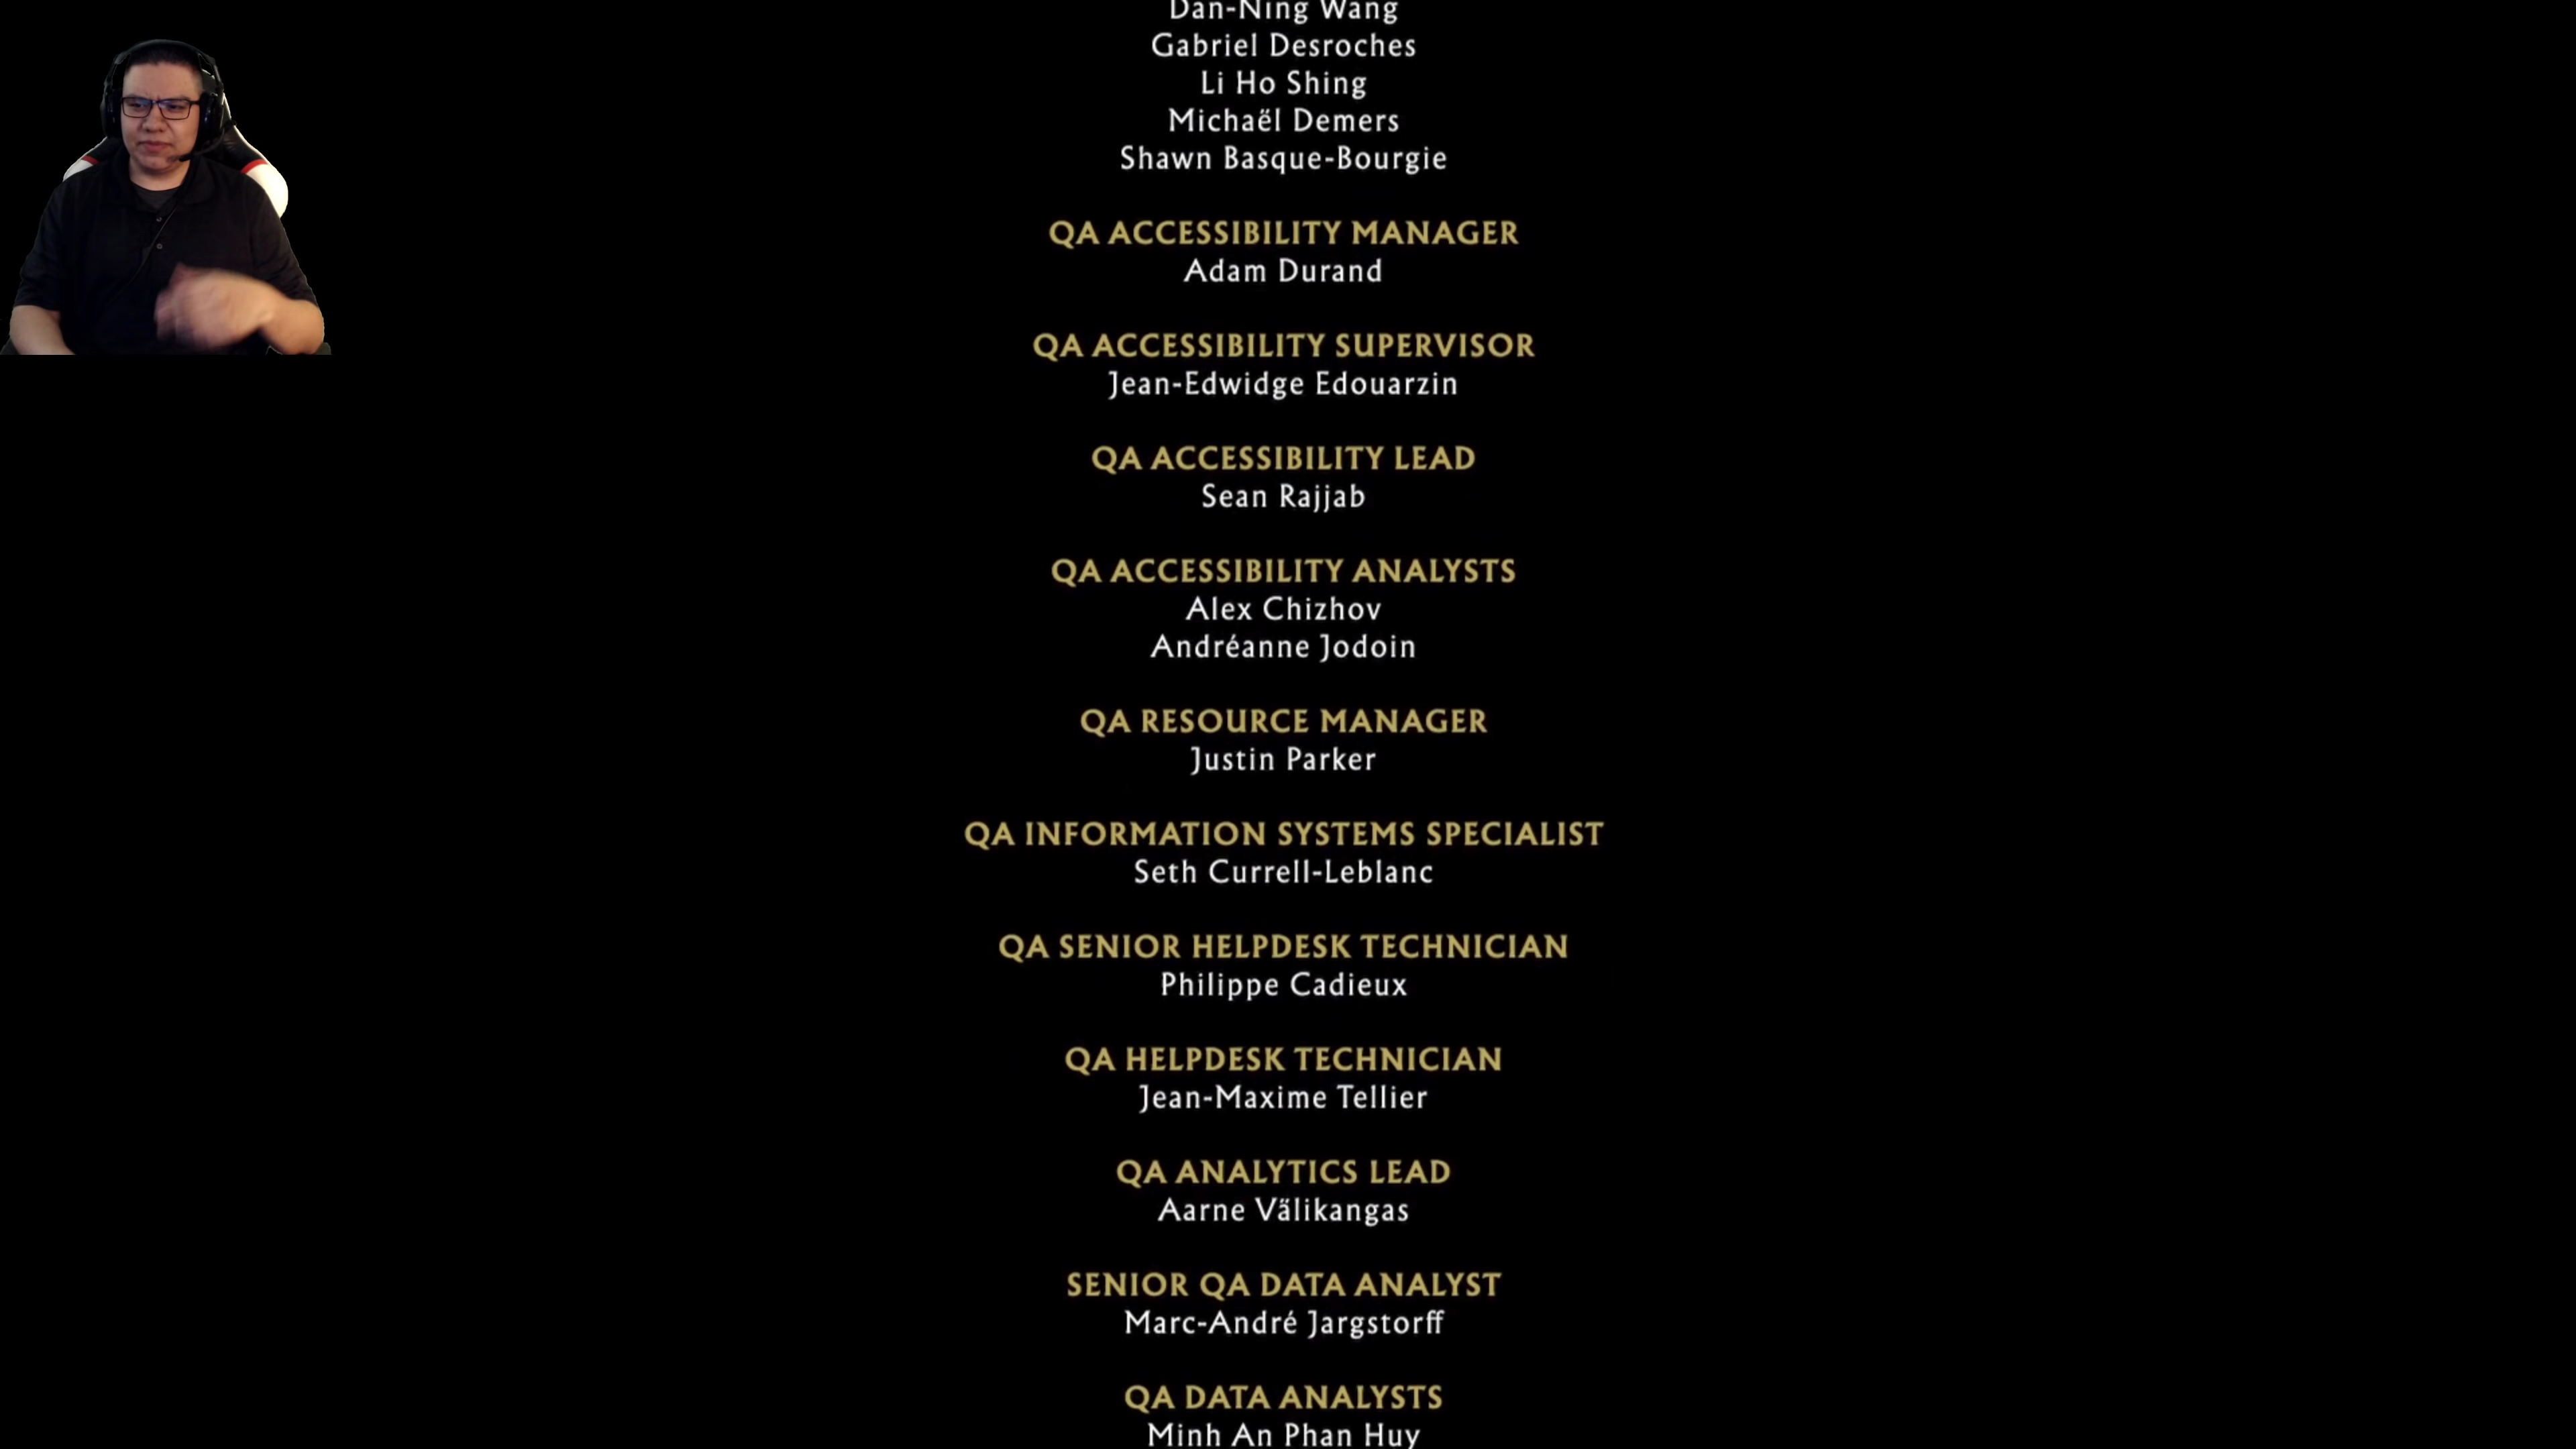 Dan-Ning Wang
Gabriel Desroches
Li Ho Shing
Michaël Demers
Shawn Basque-Bourgie
QA ACCESSIBILITY MANAGER
Adam Durand
QA ACCESSIBILITY SUPERVISOR
Jean-Edwidge Edouarzin
QA ACCESSIBILITY LEAD
Sean Rajjab
QA ACCESSIBILITY ANALYSTS
Alex Chizhov
Andréanne Jodoin
QA RESOURCE MANAGER
Justin Parker
QA INFORMATION SYSTEMS SPECIALIST
Seth Currell-Leblanc
QA SENIOR HELPDESK TECHNICIAN
Philippe Cadieux
QA HELPDESK TECHNICIAN
Jean-Maxime Tellier
QA ANALYTICS LEAD
Aarne Välikangas
SENIOR QA DATA ANALYST
Marc-André Jargstorff
QA DATA ANALYSTS
Minh An Phan Huy